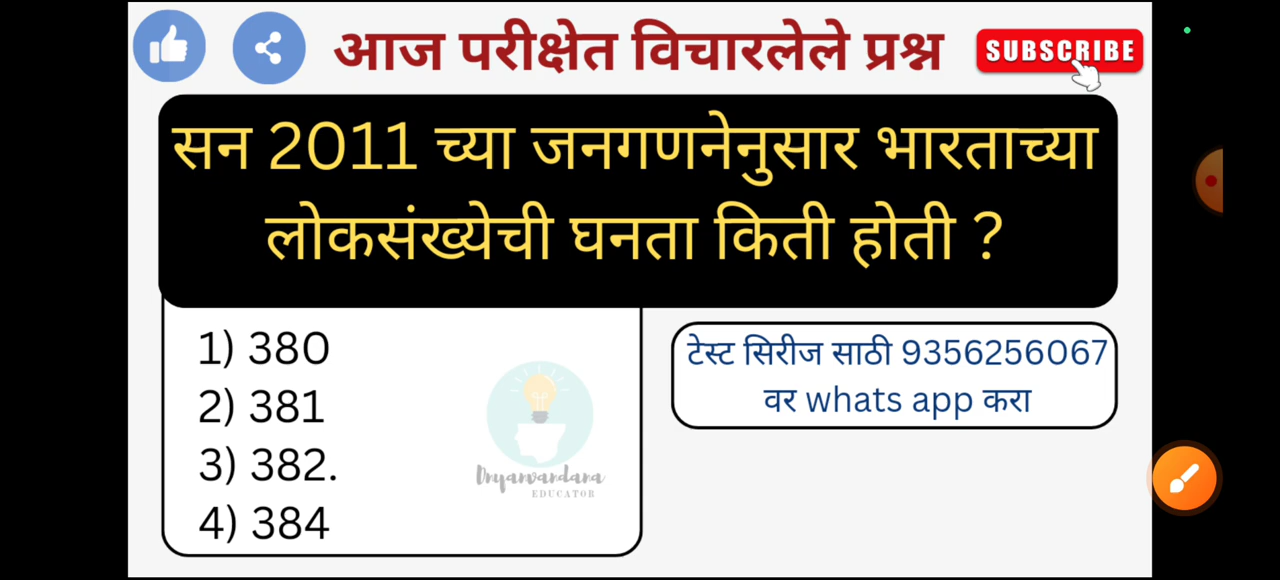 आज परीक्षेत विचारलेले प्रश्न
SUBSCRIBE
सन 2011 च्या जनगणनेनुसार भारताच्या
लोकसंख्येची घनता किती होती ?
1) 380
2) 381
3) 382.
4) 384
Dnyanvandana
EDUCATOR
टेस्ट सिरीज साठी 9356256067
वर whats app करा